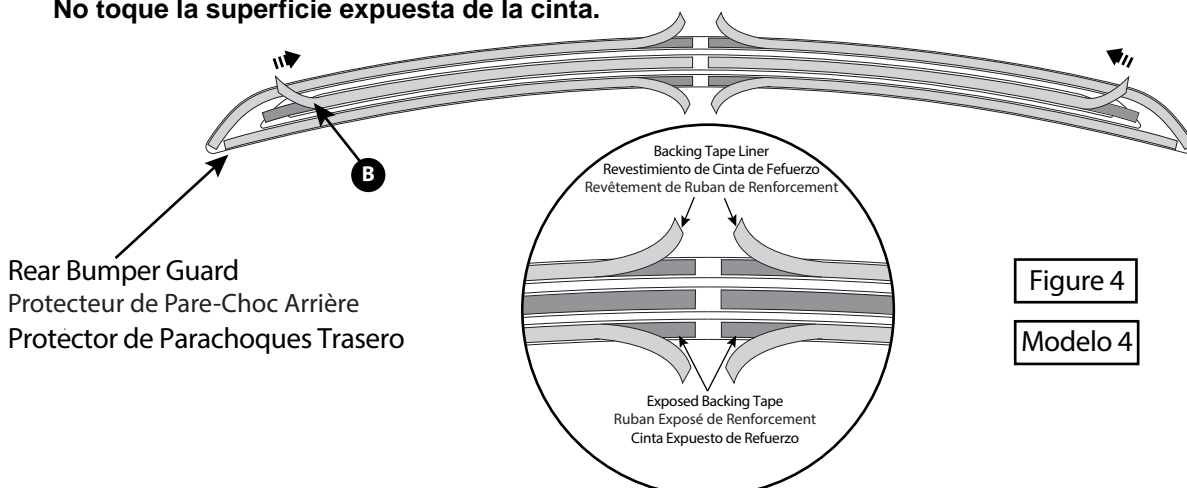 No toque la superficie expuesta de la cinta.
B
Backing Tape Liner
Revestimiento de Cinta de Fefuerzo
Revêtement de Ruban de Renforcement
Rear Bumper Guard
Protecteur de Pare-Choc Arrière
Protector de Parachoques Trasero
Figure 4
Modelo 4
Exposed Backing Tape
Ruban Exposé de Renforcement
Cinta Expuesto de Refuerzo